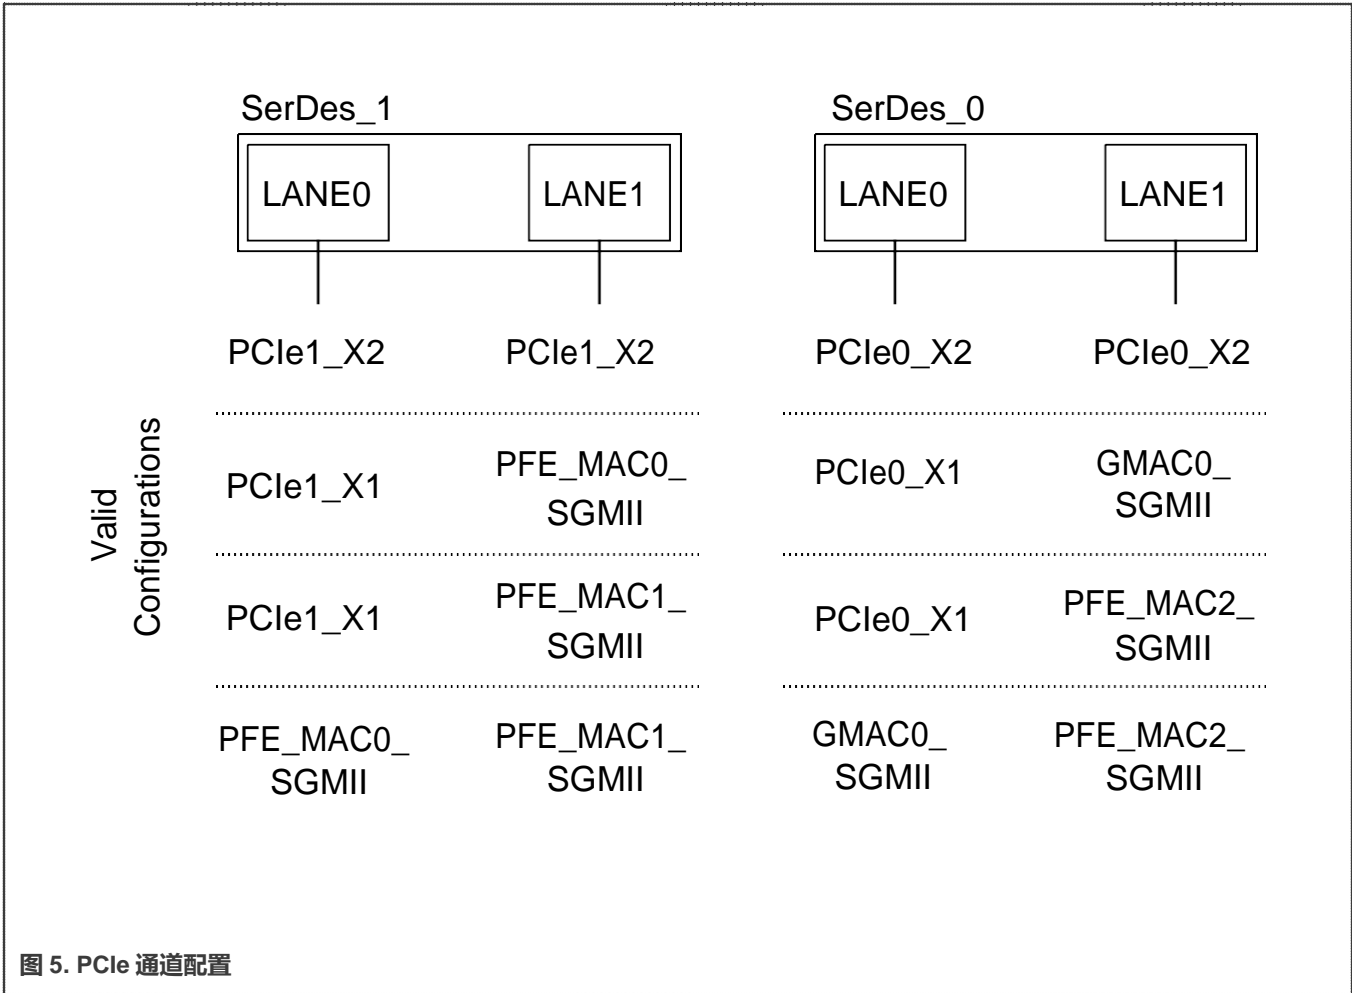 SerDes_1
SerDes_0
LANE0
LANE1
LANE0
LANE1
PCIe1_X2
PCIe1_X2
PCIe0_X2
PCIe0_X2
Valid
Configurations
PCIe1_X1
PFE_MAC0_
SGMII
PCIe0_X1
GMAC0_
SGMII
PCIe1_X1
PFE_MAC1_
SGMII
PCIe0_X1
PFE_MAC2_
SGMII
PFE_MAC0_
SGMII
PFE_MAC1_
SGMII
GMAC0_
SGMII
PFE_MAC2_
SGMII
图 5. PCIe 通道配置